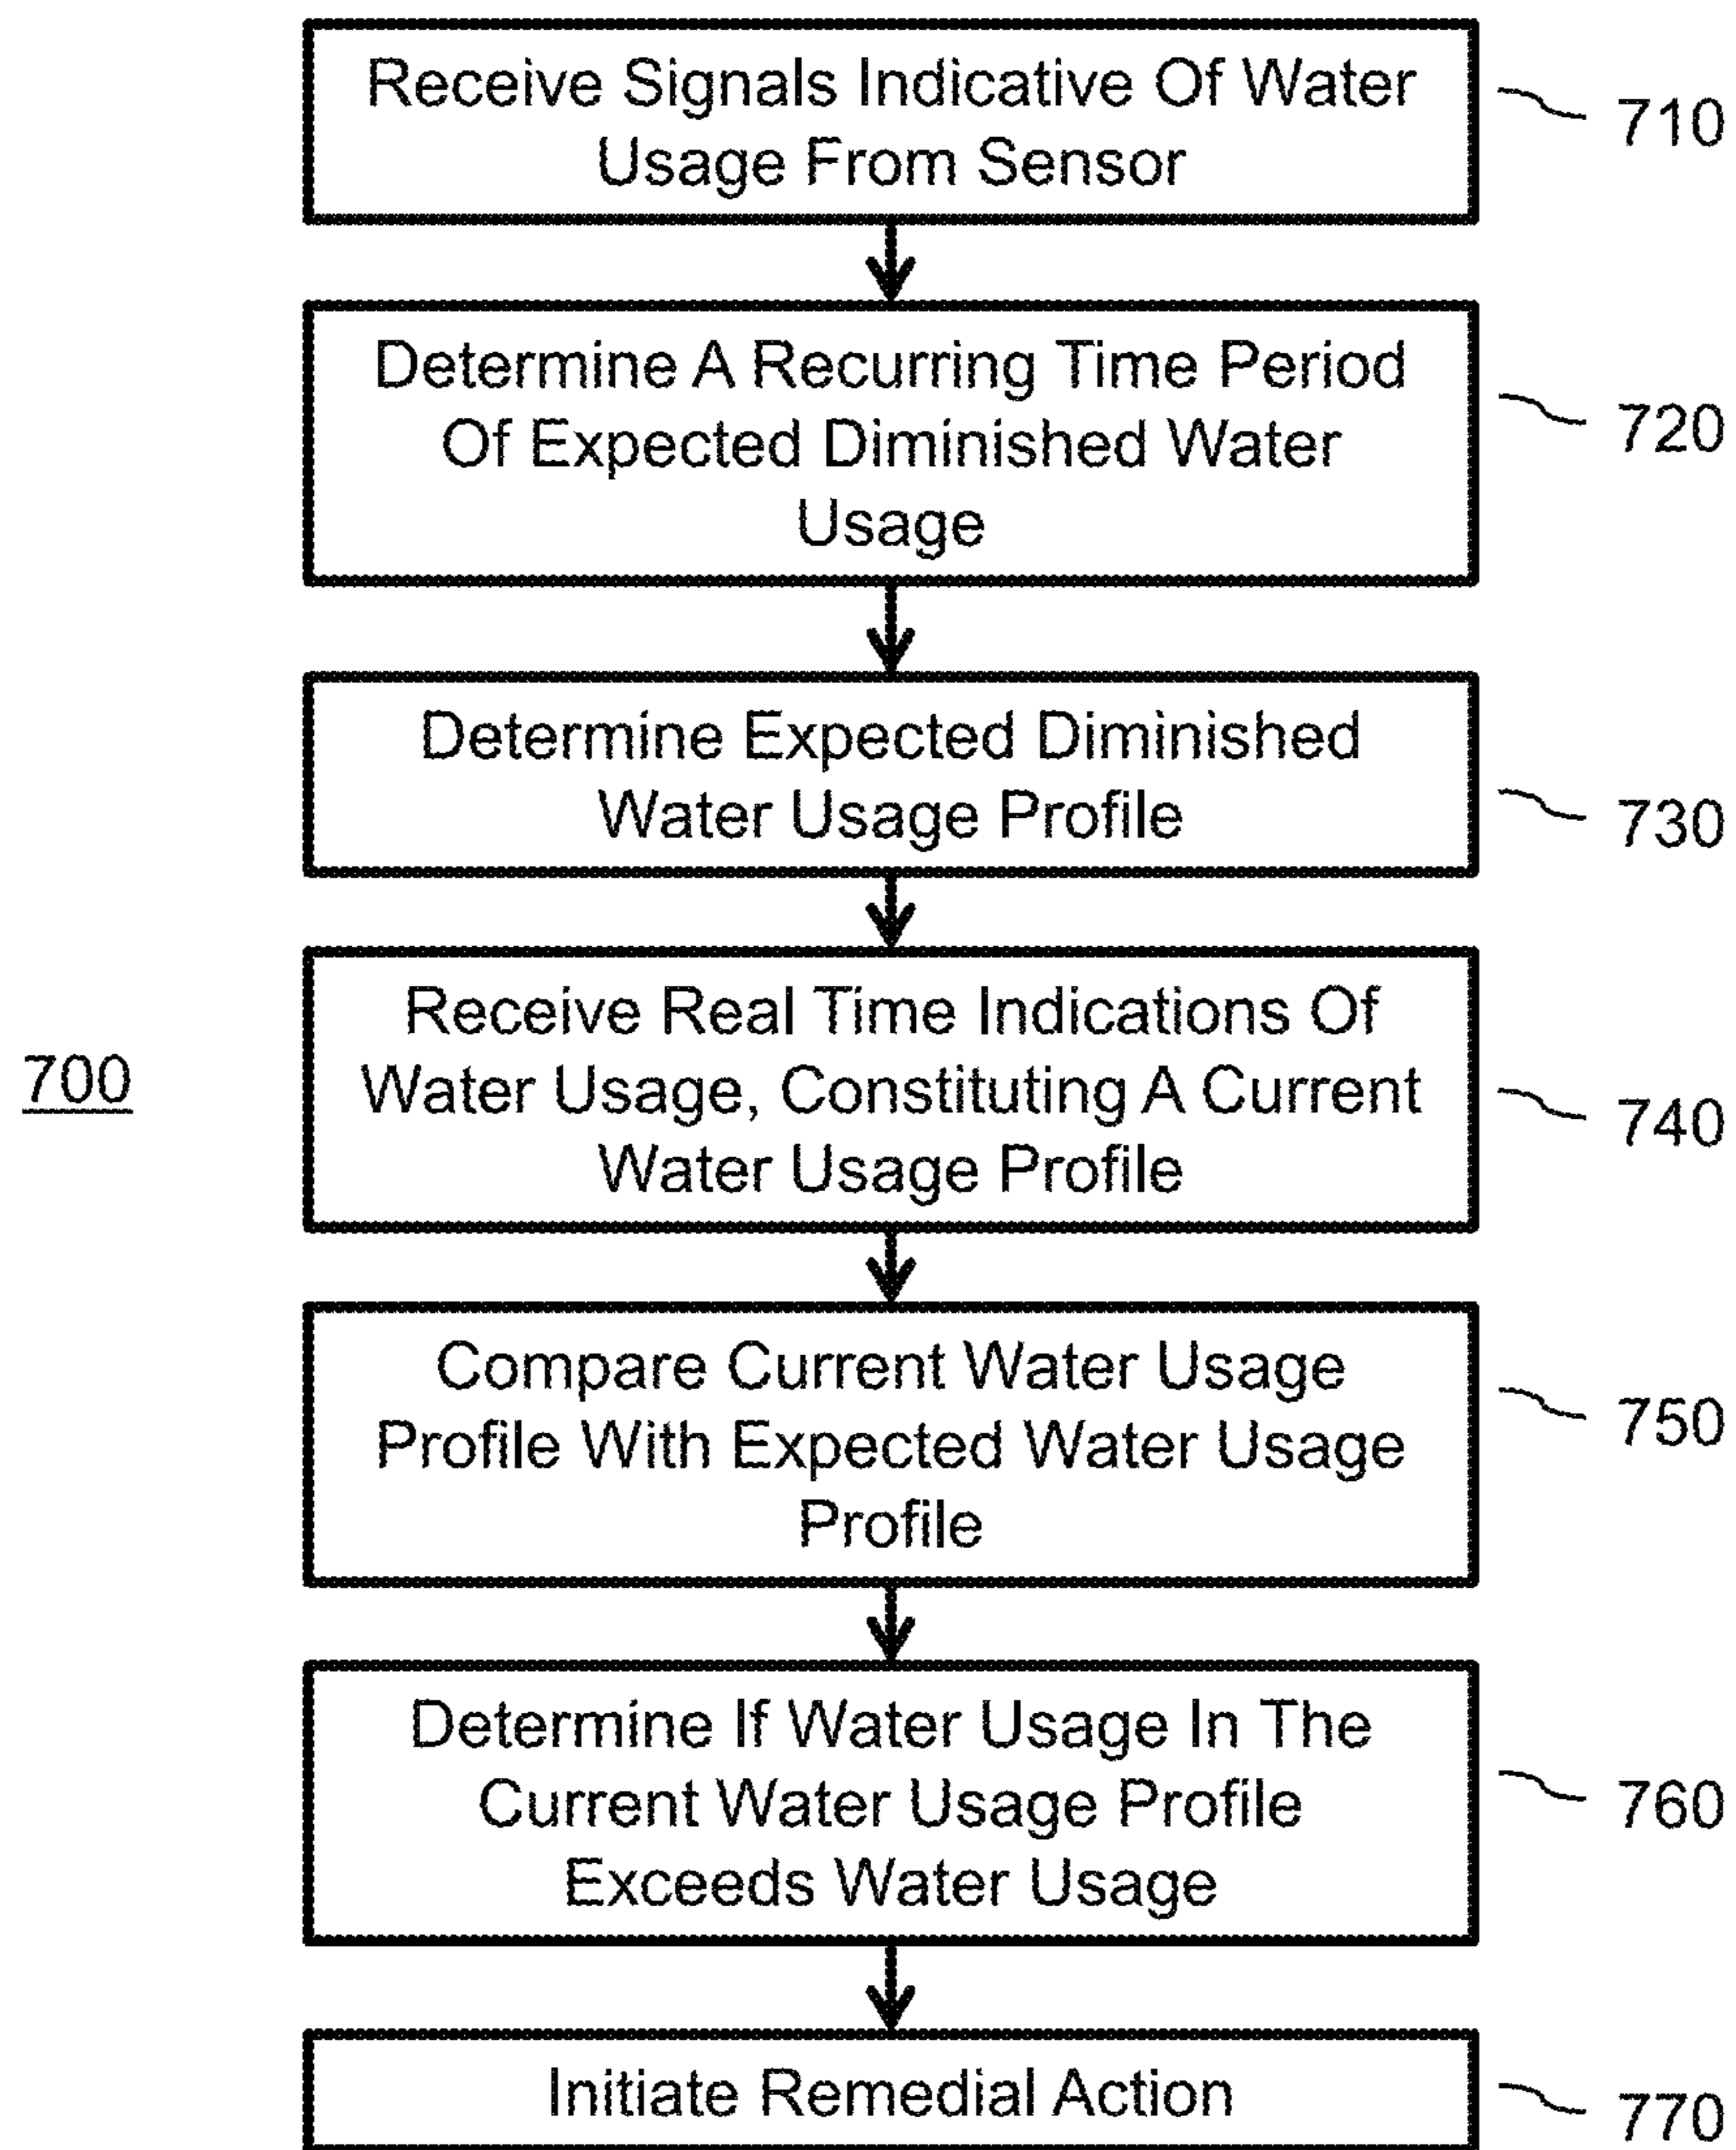 Receive Signals Indicative Of Water
Usage From Sensor
710
Determine A Recurring Time Period
Of Expected Diminished Water
Usage
720
Determine Expected Diminished
Water Usage Profile
730
700
Receive Real Time Indications Of
Water Usage, Constituting A Current
Water Usage Profile
740
Compare Current Water Usage
Profile With Expected Water Usage
Profile
750
Determine If Water Usage In The
Current Water Usage Profile
Exceeds Water Usage
760
Initiate Remedial Action
770